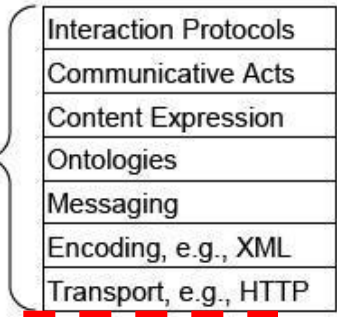 Interaction Protocols
Communicative Acts
Content Expression
Ontologies
Messaging
Encoding, e.g., XML
Transport, e.g., HTTP